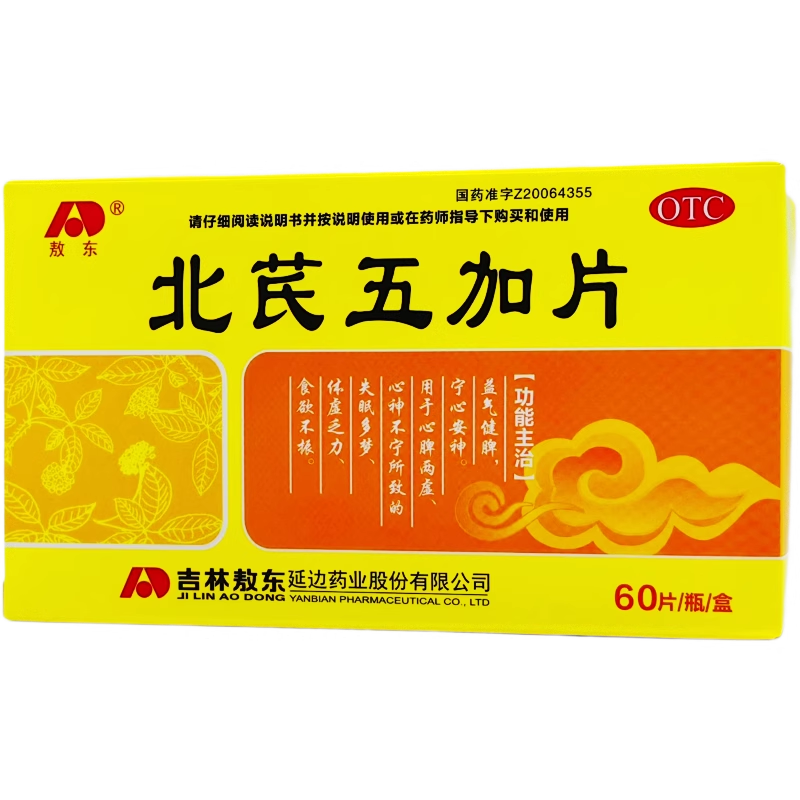 国药准字Z20064355
OTC
敖东®
请仔细阅读说明书并按说明使用或在药师指导下购买和使用
北芪五加片
【功能主治】
益气健脾，
宁心安神。
用于心脾两虚、
心神不宁所致的
失眠多梦、
体虚乏力、
食欲不振。
吉林敖东延边药业股份有限公司
JI LIN AO DONG YANBIAN PHARMACEUTICAL CO., LTD
60片/瓶/盒